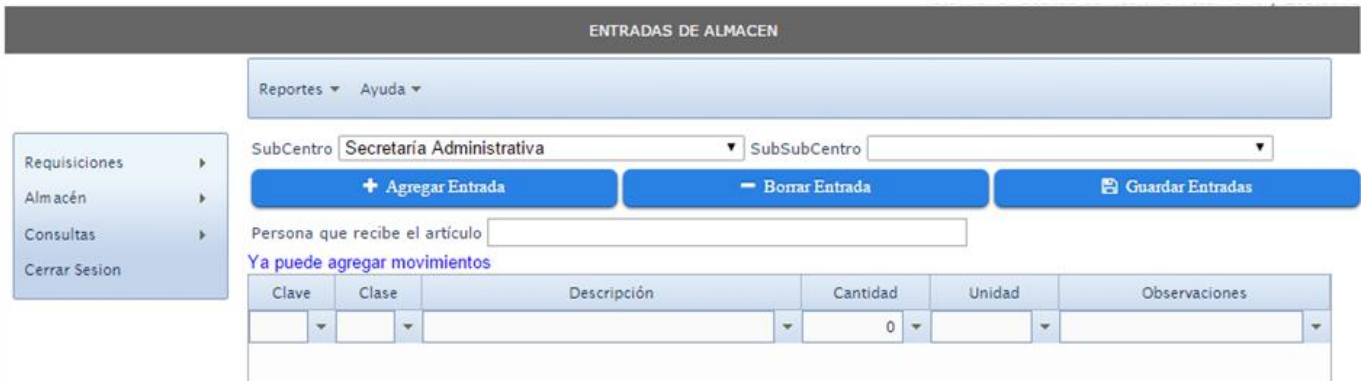 ENTRADAS DE ALMACEN
Reportes Ayuda
SubCentro Secretaría Administrativa SubSubCentro
Requisiciones
Almacén
Consultas
Cerrar Sesion
Agregar Entrada Borrar Entrada Guardar Entradas
Persona que recibe el artículo
Ya puede agregar movimientos
Clave Clase Descripción Cantidad Unidad Observaciones
0